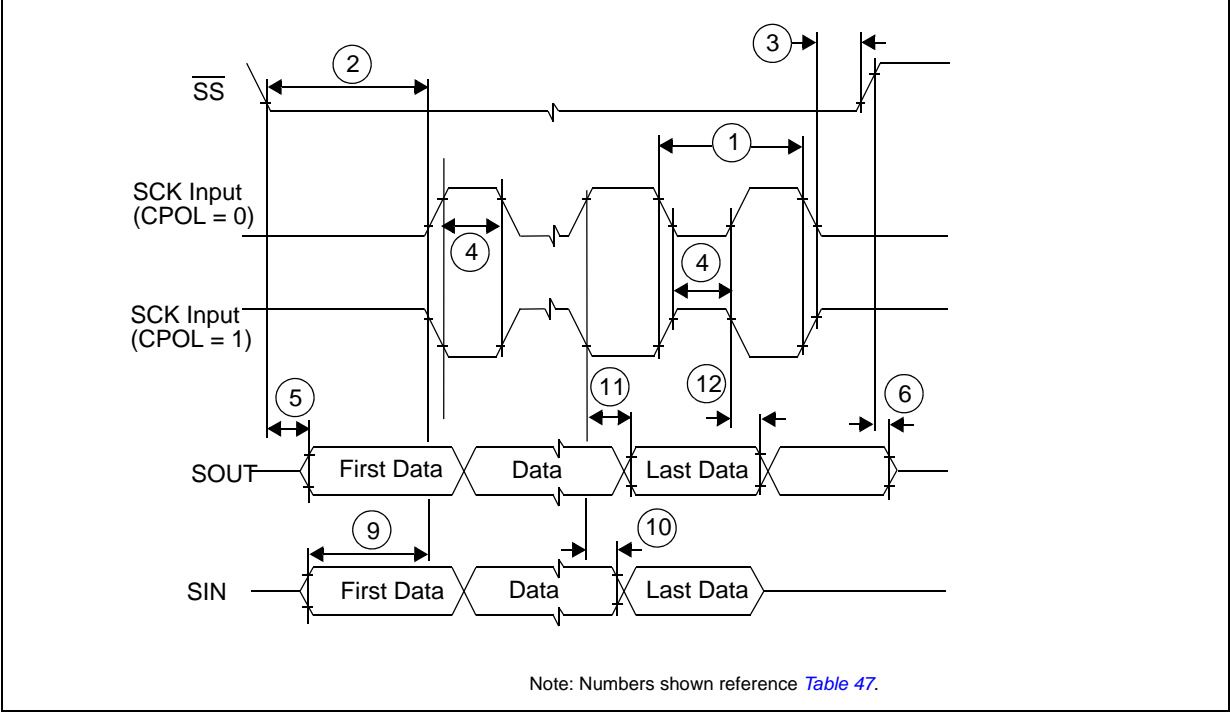 3
2
SS
1
SCK Input
(CPOL = 0)
4
4
SCK Input
(CPOL = 1)
5
11
12
6
SOUT
First Data
Data
Last Data
9
10
SIN
First Data
Data
Last Data
Note: Numbers shown reference Table 47.